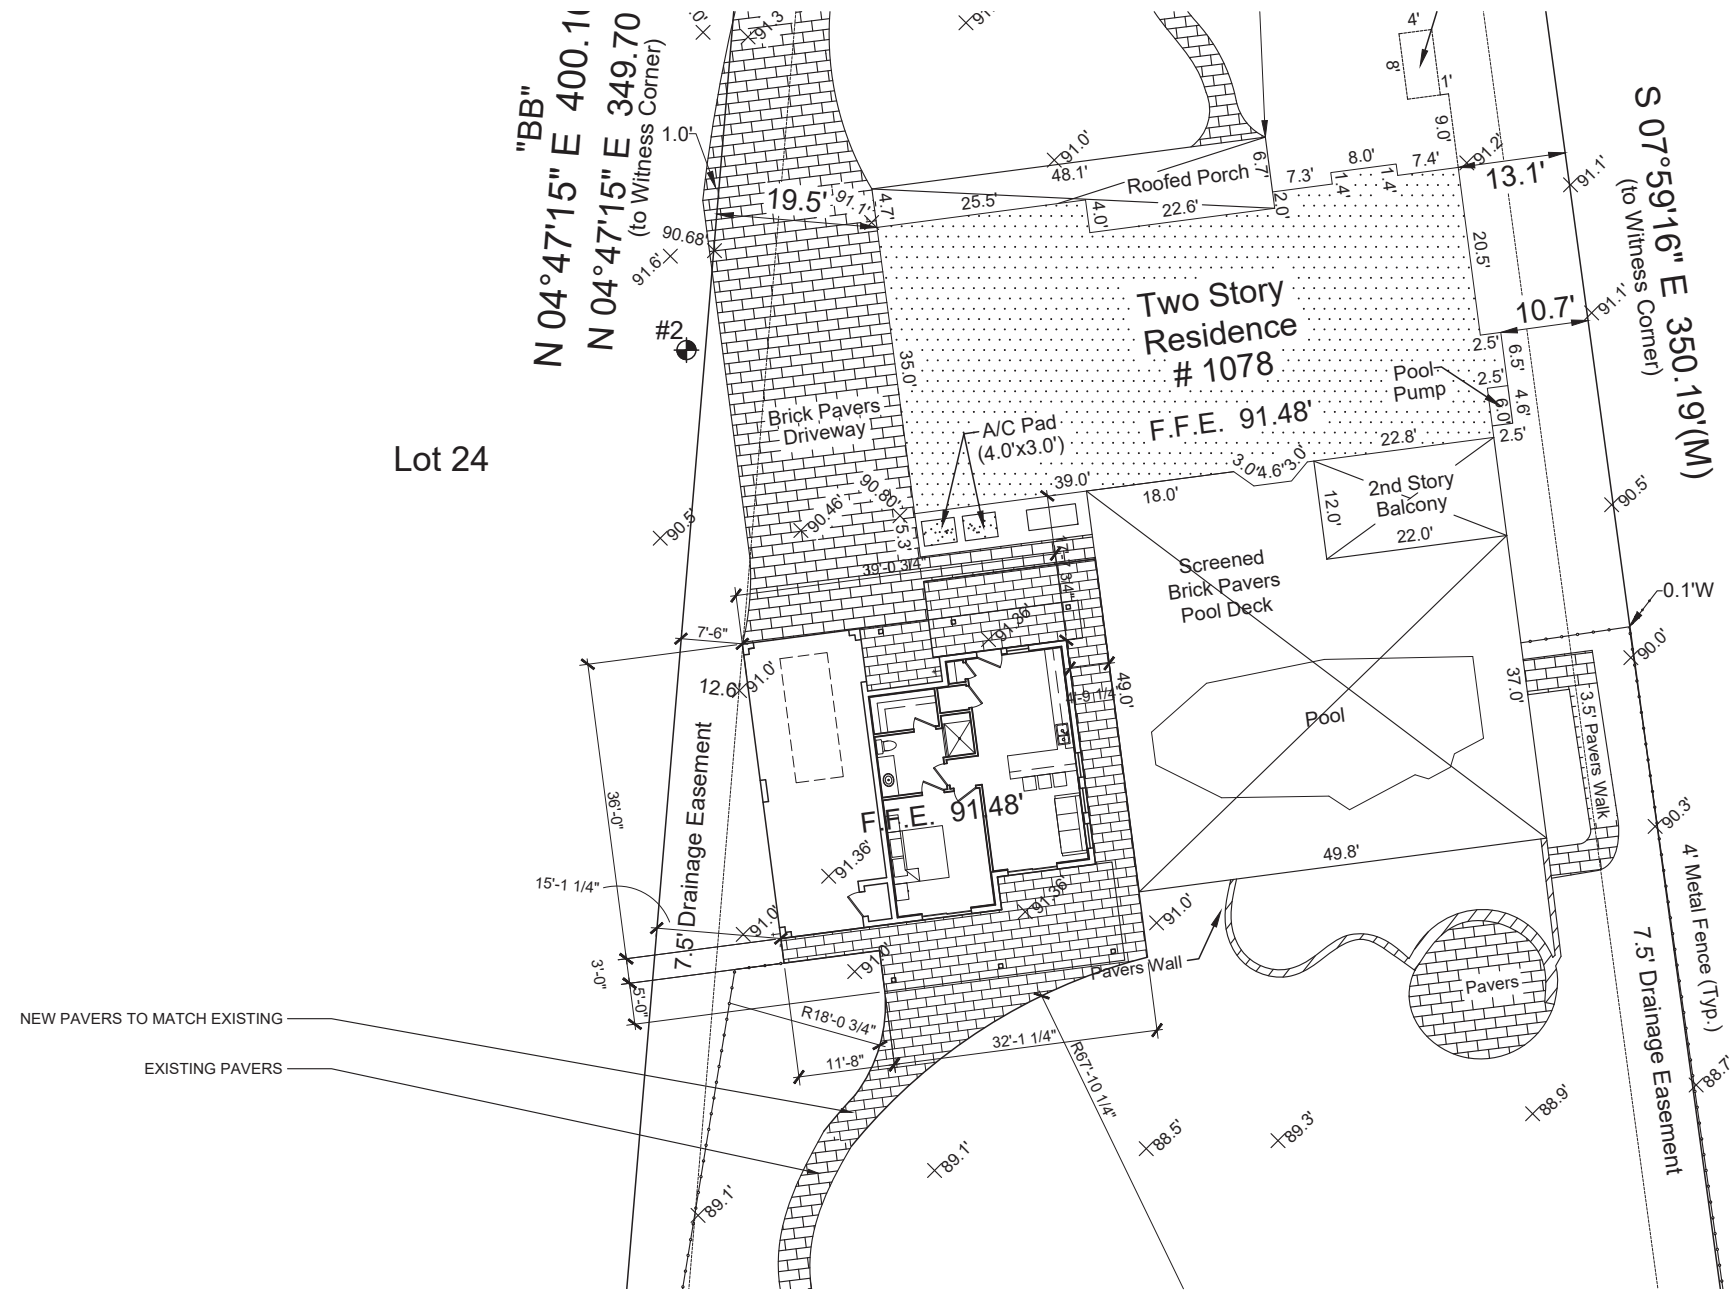 "BB"
N 04°47'15" E 400.1
N 04°47'15" E 349.70
(to Witness Corner)
91.3
4'
8'
1'
9.0'
S 07°59'16" E 350.19'(M)
(to Witness Corner)
1.0'
91.0'
48.1'
Roofed Porch
6.7'
7.3'
1.4'
8.0'
1.4'
7.4'
91.2'
13.1'
91.1'
19.5'
91.1'
4.7'
25.5'
4.0'
22.6'
2.0'
90.68'
91.6'
20.5'
#2
Two Story
Residence
# 1078
F.F.E. 91.48'
10.7'
91.1'
35.0'
2.5'
6.5'
Pool
Pump
2.5'
4.6'
6.0'
2.5'
Brick Pavers
Driveway
A/C Pad
(4.0'x3.0')
22.8'
Lot 24
3.0'
4.6'
3.0'
39.0'
18.0'
12.0'
2nd Story
Balcony
22.0'
90.5'
90.80'
90.46'
90.5'
5.3'
39'-0 3/4"
Screened
Brick Pavers
Pool Deck
0.1'W
7'-6"
91.36'
90.0'
12.6'
91.0'
4'-9 1/4"
49.0'
37.0'
3.5' Pavers Walk
Pool
7.5' Drainage Easement
36'-0"
F.F.E. 91.48'
90.3'
49.8'
91.36'
91.36'
15'-1 1/4"
91.0'
91.0'
4' Metal Fence (Typ.)
7.5' Drainage Easement
91.0'
3'-0"
5'-0"
Pavers Wall
Pavers
NEW PAVERS TO MATCH EXISTING
R18'-0 3/4"
32'-1 1/4"
11'-8"
R67'-10 1/4"
EXISTING PAVERS
88.7'
88.9'
89.3'
88.5'
89.1'
89.1'